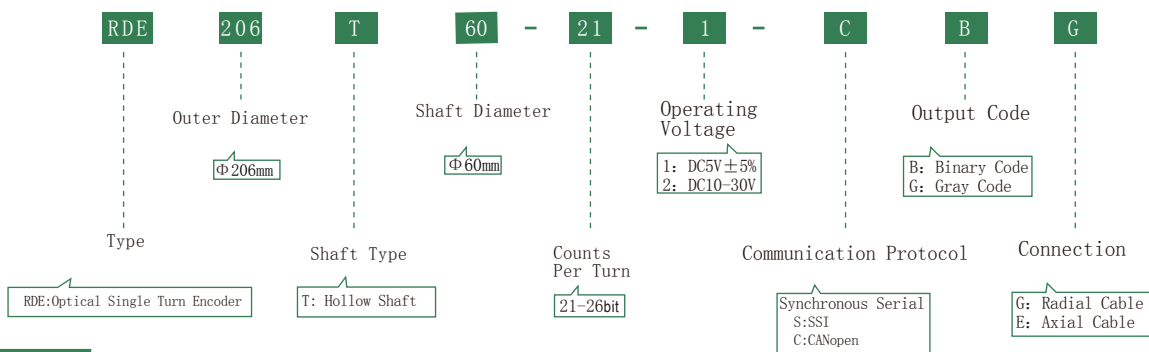 RDE 206 T 60 - 21 - 1 - C B G
Outer Diameter
Φ206mm
Shaft Diameter
Φ60mm
Operating
Voltage
1: DC5V±5%
2: DC10-30V
Output Code
B: Binary Code
G: Gray Code
Type
RDE:Optical Single Turn Encoder
Shaft Type
T: Hollow Shaft
Counts
Per Turn
21-26bit
Communication Protocol
Synchronous Serial
S:SSI
C:CANopen
Connection
G: Radial Cable
E: Axial Cable